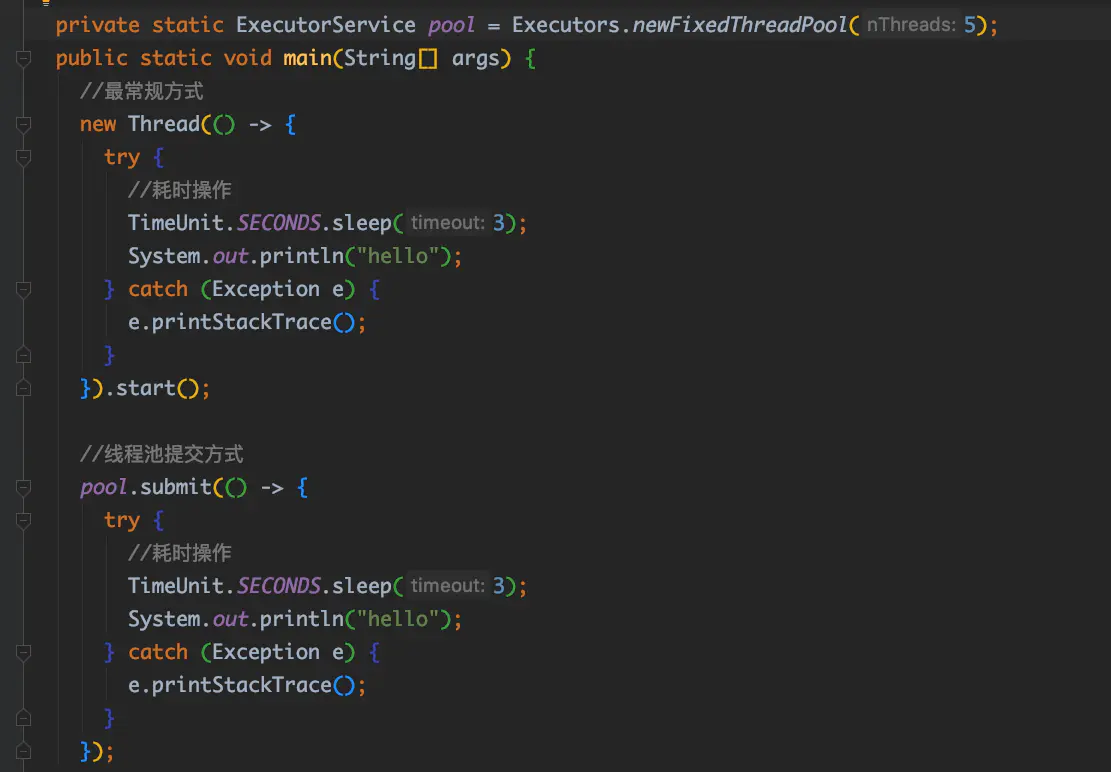 private static ExecutorService pool = Executors.newFixedThreadPool( nThreads: 5);
public static void main(String[] args) {
//最常规方式
new Thread(() -> {
try {
//耗时操作
TimeUnit.SECONDS.sleep( timeout: 3);
System.out.println("hello");
} catch (Exception e) {
e.printStackTrace();
}
}).start();
//线程池提交方式
pool.submit(() -> {
try {
//耗时操作
TimeUnit.SECONDS.sleep( timeout: 3);
System.out.println("hello");
} catch (Exception e) {
e.printStackTrace();
}
});